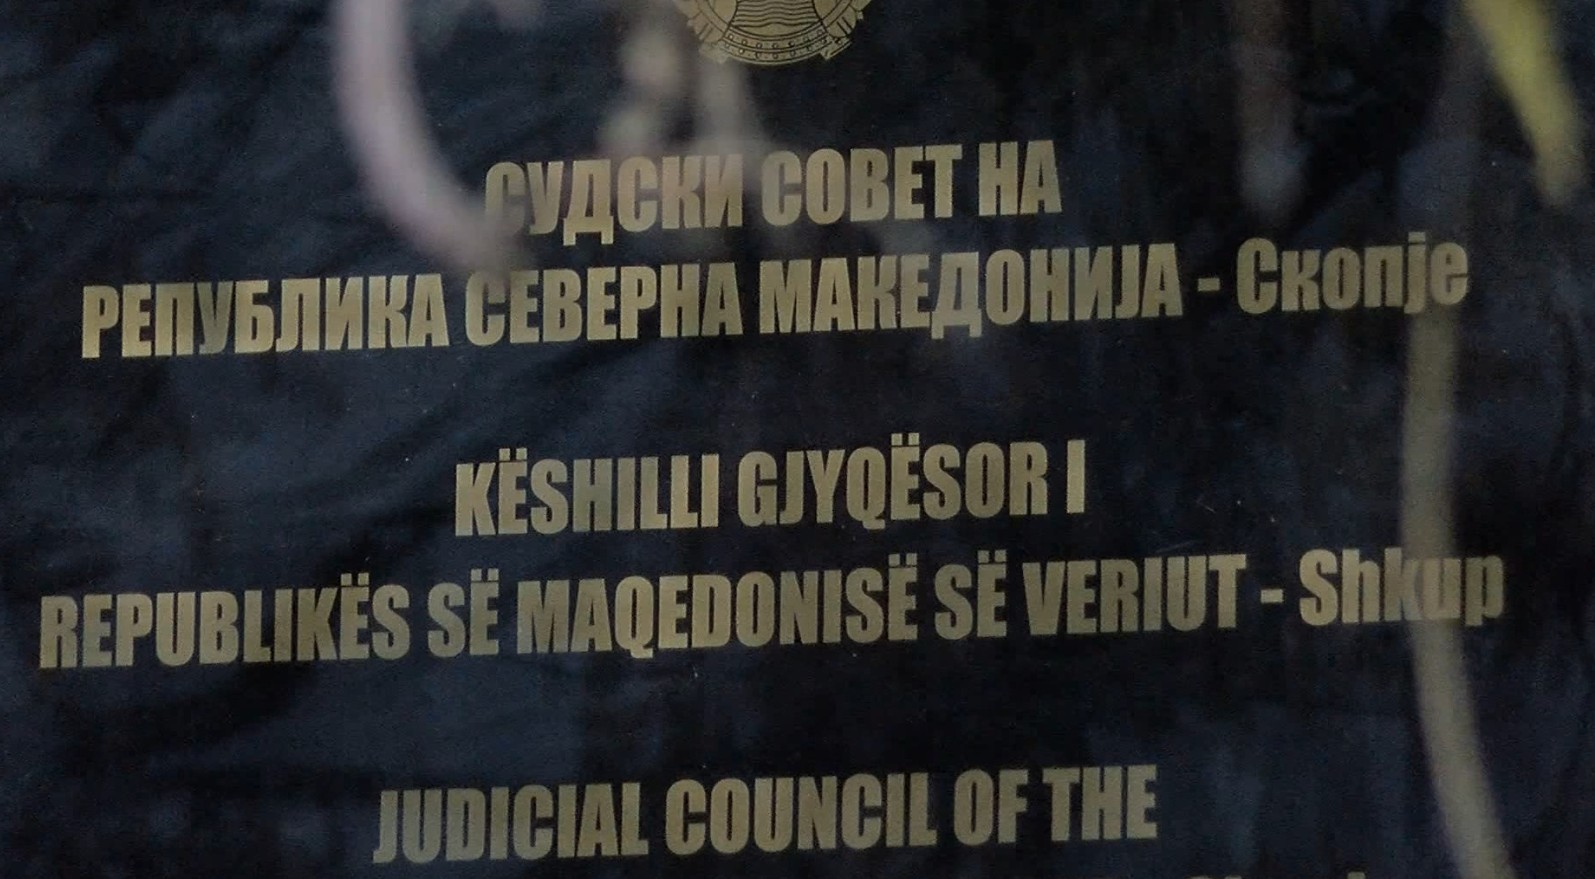 СУДСКИ СОВЕТ НА
РЕПУБЛИКА СЕВЕРНА МАКЕДОНИЈА - Скопје
KËSHILLI GJYQËSOR I
REPUBLIKËS SË MAQEDONISË SË VERIUT - Shkup
JUDICIAL COUNCIL OF THE